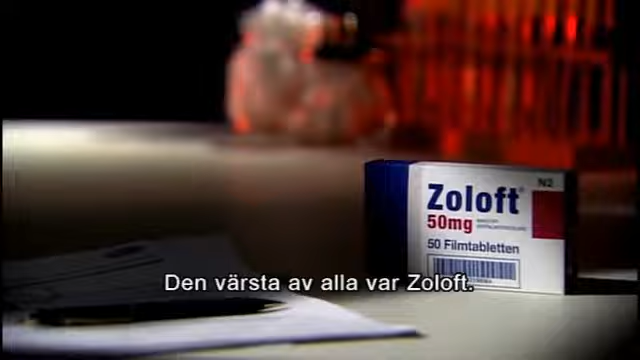 N2
Zoloft®
50mg
50 Filmtabletten
Den värsta av alla var Zoloft.